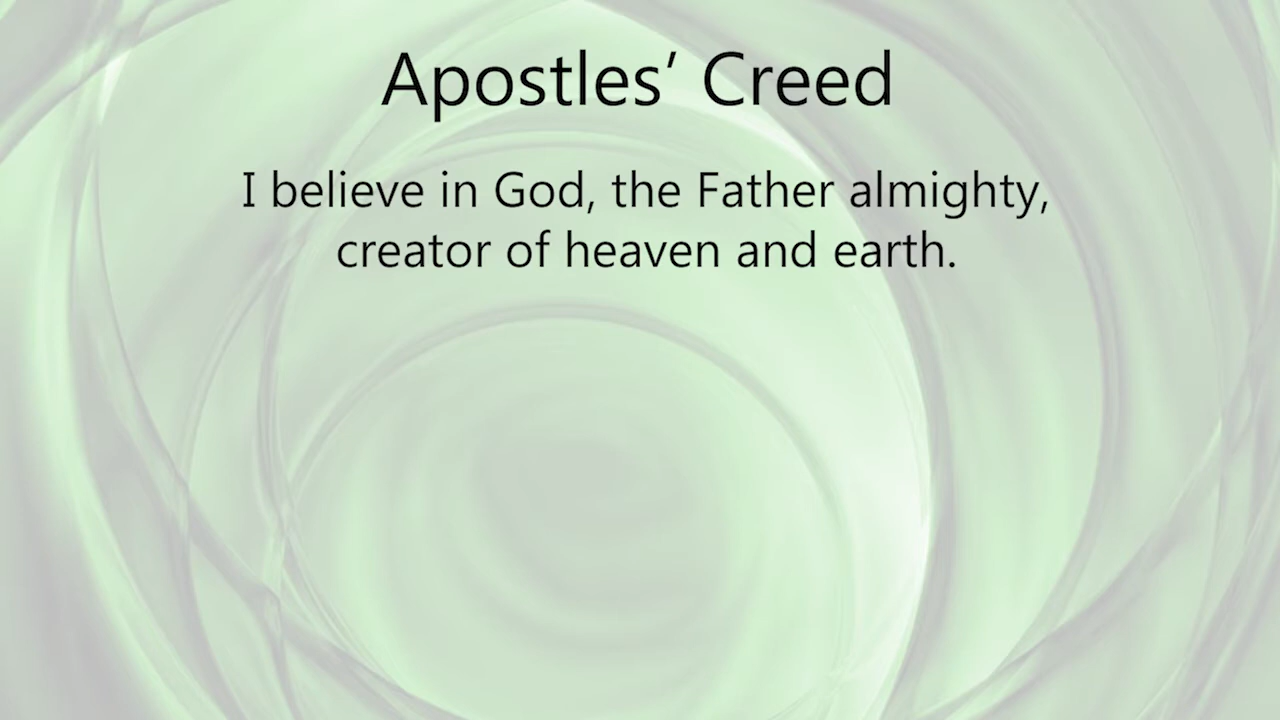 Apostles’ Creed
I believe in God, the Father almighty,
creator of heaven and earth.